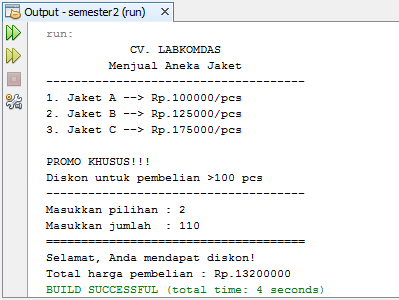 Output - semester2 (run)
run:
CV. LABKOMDAS
Menjual Aneka Jaket
-------------------------------------
1. Jaket A --> Rp.100000/pcs
2. Jaket B --> Rp.125000/pcs
3. Jaket C --> Rp.175000/pcs
PROMO KHUSUS!!!
Diskon untuk pembelian >100 pcs
-------------------------------------
Masukkan pilihan : 2
Masukkan jumlah  : 110
=====================================
Selamat, Anda mendapat diskon!
Total harga pembelian : Rp.13200000
BUILD SUCCESSFUL (total time: 4 seconds)